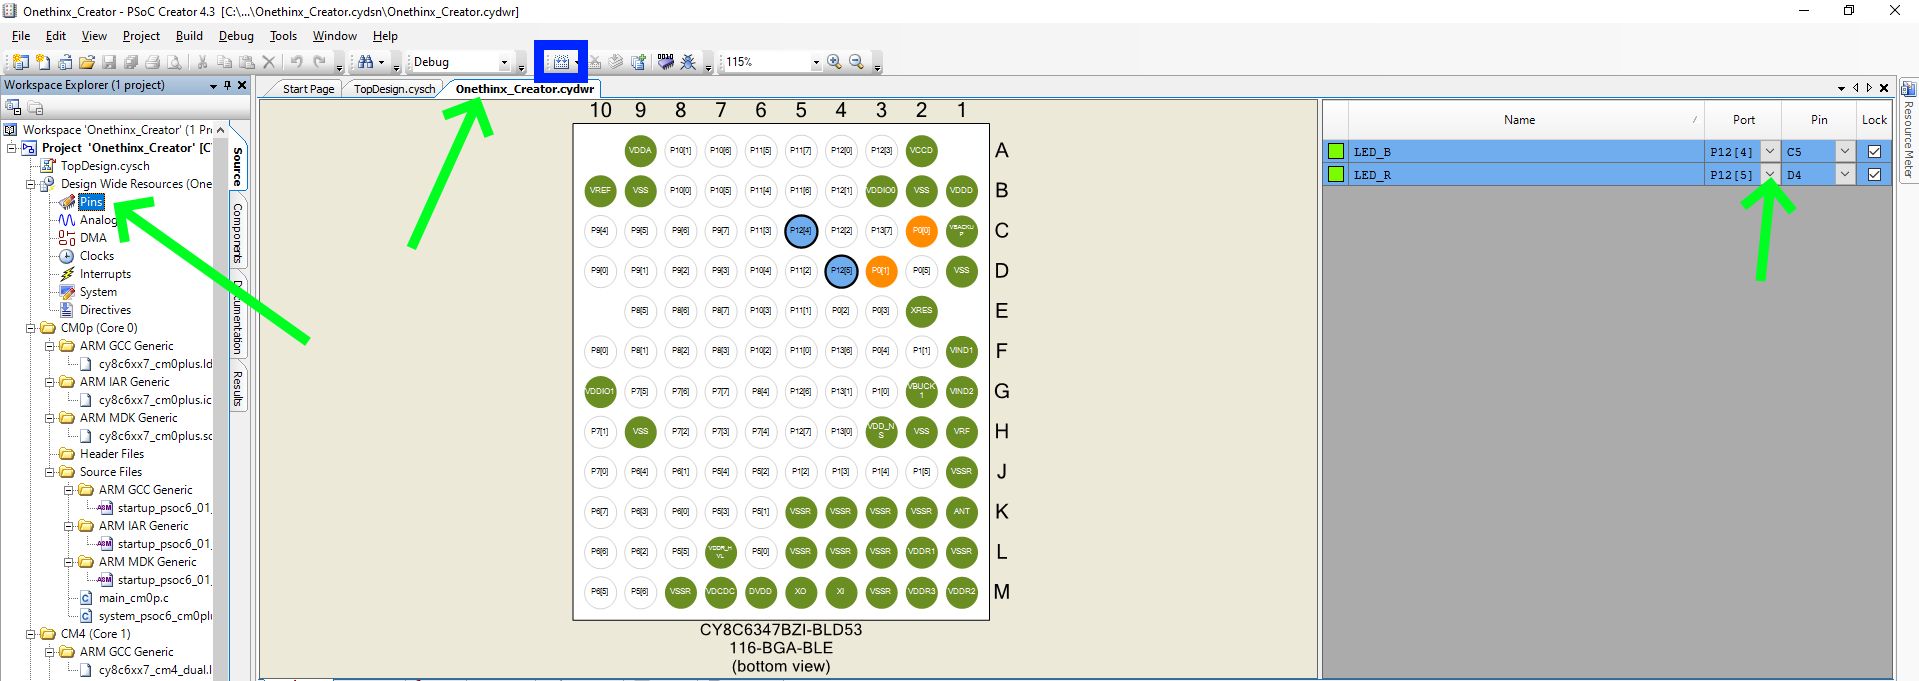 Onethinx_Creator - PSoC Creator 4.3 [C:\...\Onethinx_Creator.cydsn\Onethinx_Creator.cydwr]
File Edit View Project Build Debug Tools Window Help
Debug 115%
Workspace Explorer (1 project)
Start Page TopDesign.cysch Onethinx_Creator.cydwr
Workspace 'Onethinx_Creator' (1 Pr
Project 'Onethinx_Creator' [C
TopDesign.cysch
Design Wide Resources (One
Pins
Analog
DMA
Clocks
Interrupts
System
Directives
CM0p (Core 0)
ARM GCC Generic
cy8c6xx7_cm0plus.ld
ARM IAR Generic
cy8c6xx7_cm0plus.ic
ARM MDK Generic
cy8c6xx7_cm0plus.sc
Header Files
Source Files
ARM GCC Generic
startup_psoc6_01_
ARM IAR Generic
startup_psoc6_01_
ARM MDK Generic
startup_psoc6_01_
main_cm0p.c
system_psoc6_cm0plu
CM4 (Core 1)
ARM GCC Generic
cy8c6xx7_cm4_dual.l
Source
Components
Documentation
Results
10 9 8 7 6 5 4 3 2 1
VDDA P10[1] P10[6] P11[5] P11[7] P12[0] P12[3] VCCD A
VREF VSS P10[0] P10[5] P11[4] P11[6] P12[1] VDDIO0 VSS VDDD B
P9[4] P9[5] P9[6] P9[7] P11[3] P12[4] P12[2] P13[7] P0[0] VBACKUP C
P9[0] P9[1] P9[2] P9[3] P10[4] P11[2] P12[5] P0[1] P0[5] VSS D
P8[5] P8[6] P8[7] P10[3] P11[1] P0[2] P0[3] XRES E
P8[0] P8[1] P8[2] P8[3] P10[2] P11[0] P13[6] P0[4] P1[1] VIND1 F
VDDIO1 P7[5] P7[6] P7[7] P8[4] P12[6] P13[1] P1[0] VBUCK1 VIND2 G
P7[1] VSS P7[2] P7[3] P7[4] P12[7] P13[0] VDD_NS VSS VRF H
P7[0] P6[4] P6[1] P5[4] P5[2] P1[2] P1[3] P1[4] P1[5] VSSR J
P6[7] P6[3] P6[0] P5[3] P5[1] VSSR VSSR VSSR VSSR ANT K
P6[6] P6[2] P5[5] VDDR_HVL P5[0] VSSR VSSR VSSR VDDR1 VSSR L
P6[5] P5[6] VSSR VDCDC DVDD XO XI VSSR VDDR3 VDDR2 M
CY8C6347BZI-BLD53
116-BGA-BLE
(bottom view)
Name Port Pin Lock
LED_B P12[4] C5
LED_R P12[5] D4
Resource Meter